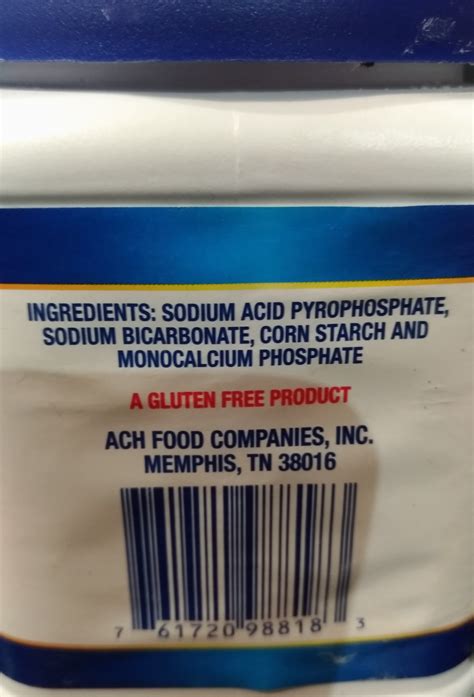 INGREDIENTS: SODIUM ACID PYROPHOSPHATE,
SODIUM BICARBONATE, CORN STARCH AND
MONOCALCIUM PHOSPHATE
A GLUTEN FREE PRODUCT
ACH FOOD COMPANIES, INC.
MEMPHIS, TN 38016
7 61720 98818 3